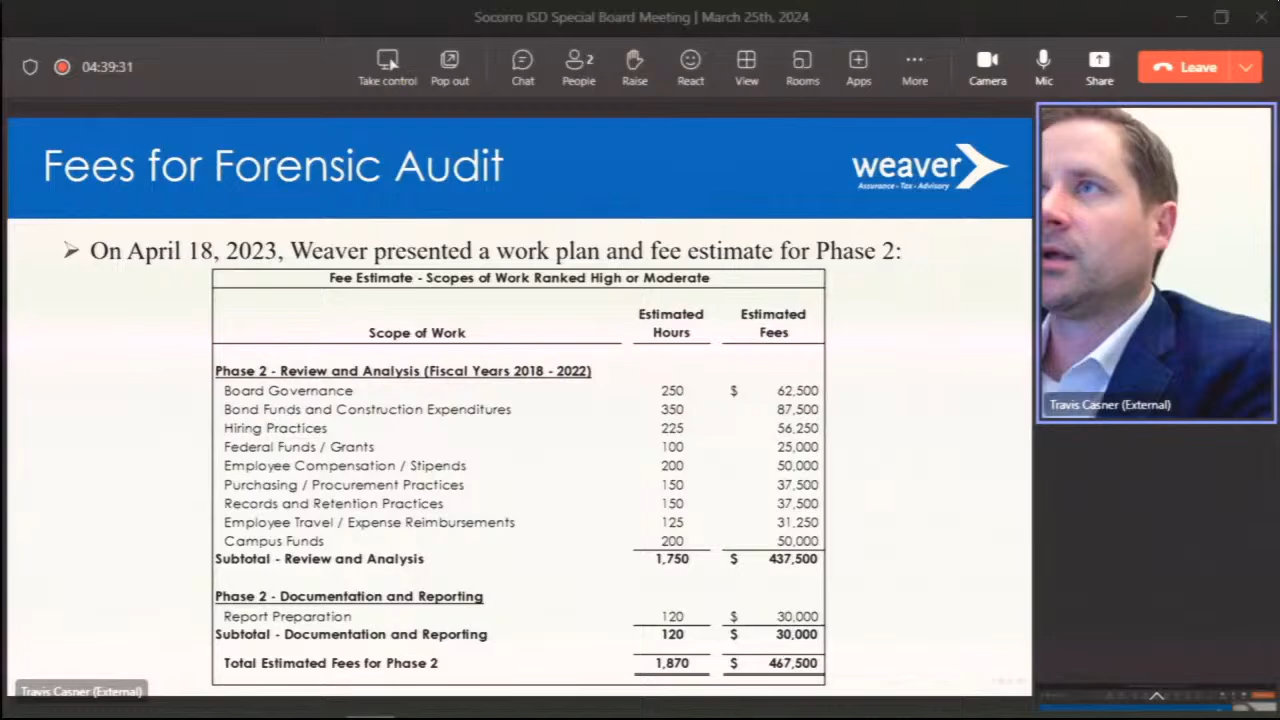 Socorro ISD Special Board Meeting | March 25th, 2024
04:39:31
Take control
Pop out
Chat
2
People
Raise
React
View
Rooms
Apps
More
Camera
Mic
Share
Leave
Fees for Forensic Audit
weaver
Assurance • Tax • Advisory
➢ On April 18, 2023, Weaver presented a work plan and fee estimate for Phase 2:
Fee Estimate - Scopes of Work Ranked High or Moderate
Estimated Estimated
Scope of Work Hours Fees
Phase 2 - Review and Analysis (Fiscal Years 2018 - 2022)
Board Governance 250 $ 62,500
Bond Funds and Construction Expenditures 350 87,500
Hiring Practices 225 56,250
Federal Funds / Grants 100 25,000
Employee Compensation / Stipends 200 50,000
Purchasing / Procurement Practices 150 37,500
Records and Retention Practices 150 37,500
Employee Travel / Expense Reimbursements 125 31,250
Campus Funds 200 50,000
Subtotal - Review and Analysis 1,750 $ 437,500
Phase 2 - Documentation and Reporting
Report Preparation 120 $ 30,000
Subtotal - Documentation and Reporting 120 $ 30,000
Total Estimated Fees for Phase 2 1,870 $ 467,500
Travis Casner (External)
Travis Casner (External)